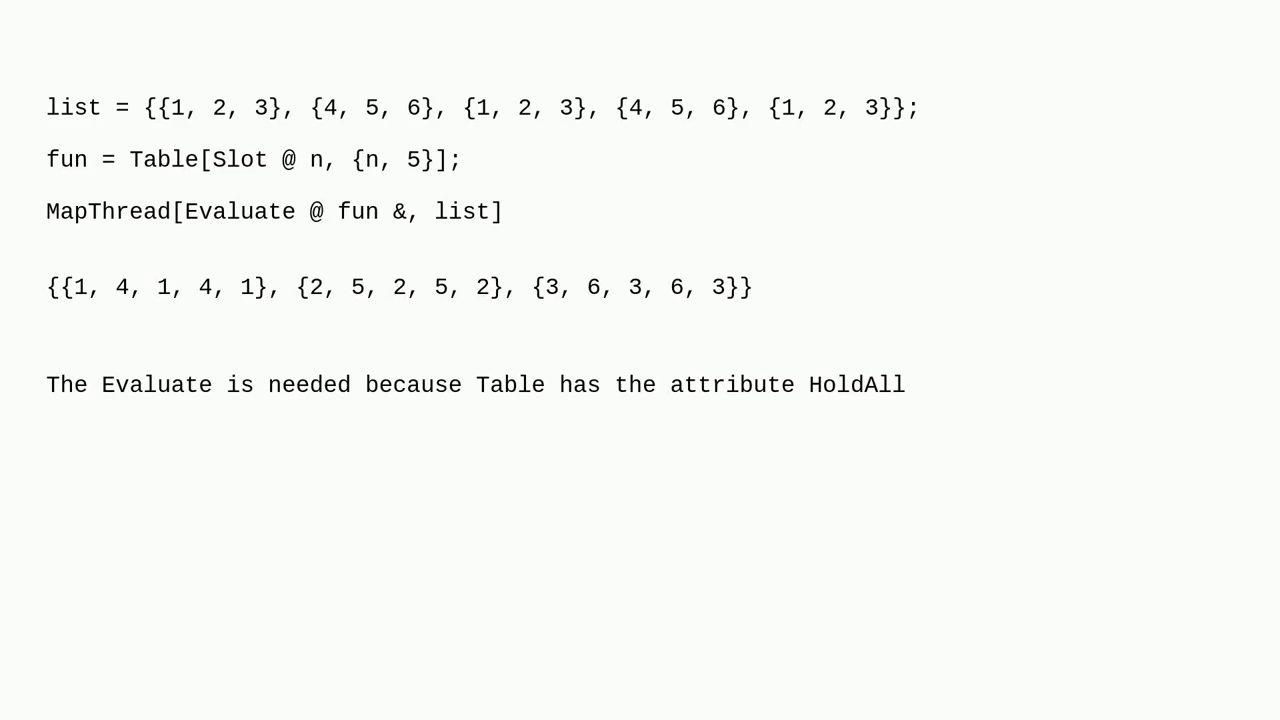 list = {{1, 2, 3}, {4, 5, 6}, {1, 2, 3}, {4, 5, 6}, {1, 2, 3}};
fun = Table[Slot @ n, {n, 5}];
MapThread[Evaluate @ fun &, list]
{{1, 4, 1, 4, 1}, {2, 5, 2, 5, 2}, {3, 6, 3, 6, 3}}
The Evaluate is needed because Table has the attribute HoldAll